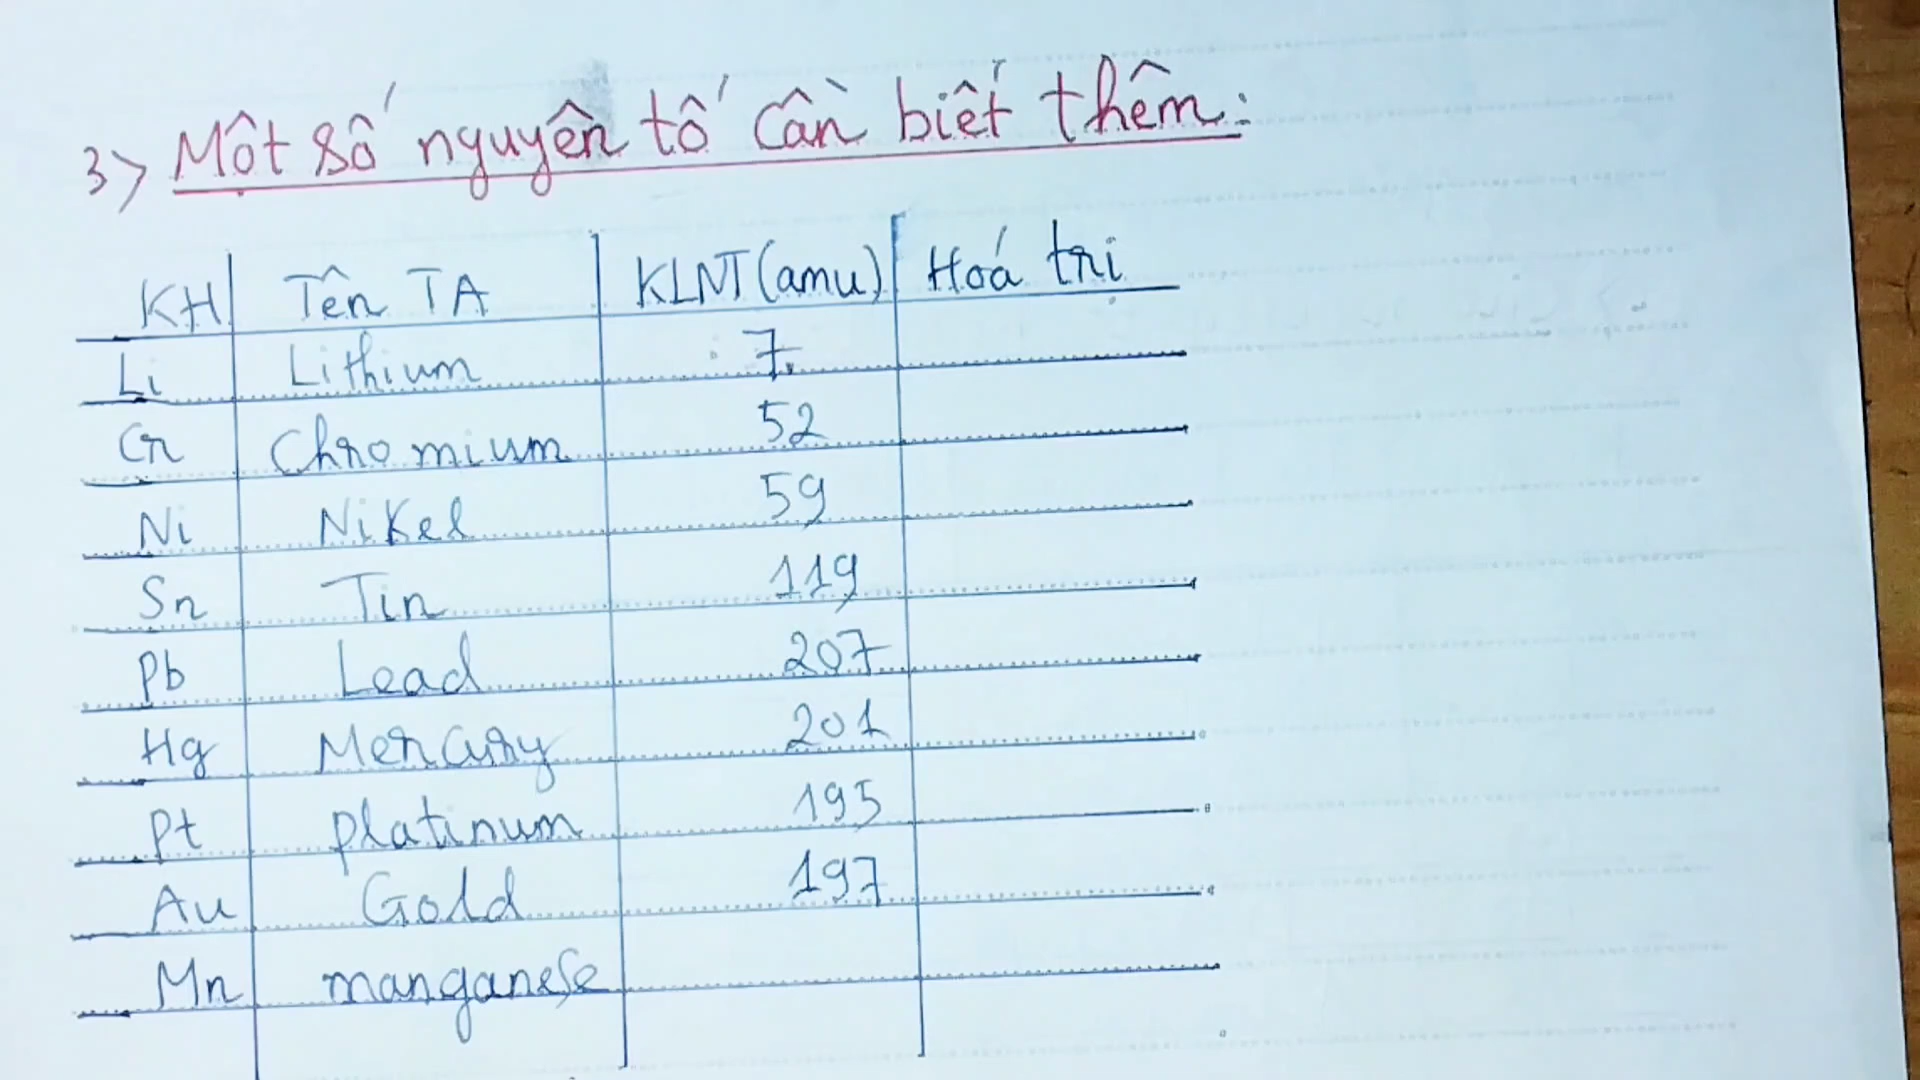 3> Một số nguyên tố cần biết thêm:
KH Tên TA KLNT(amu) Hoá trị
Li Lithium 7
Cr Chromium 52
Ni Nikel 59
Sn Tin 119
Pb Lead 207
Hg Mercury 201
Pt platinum 195
Au Gold 197
Mn manganese